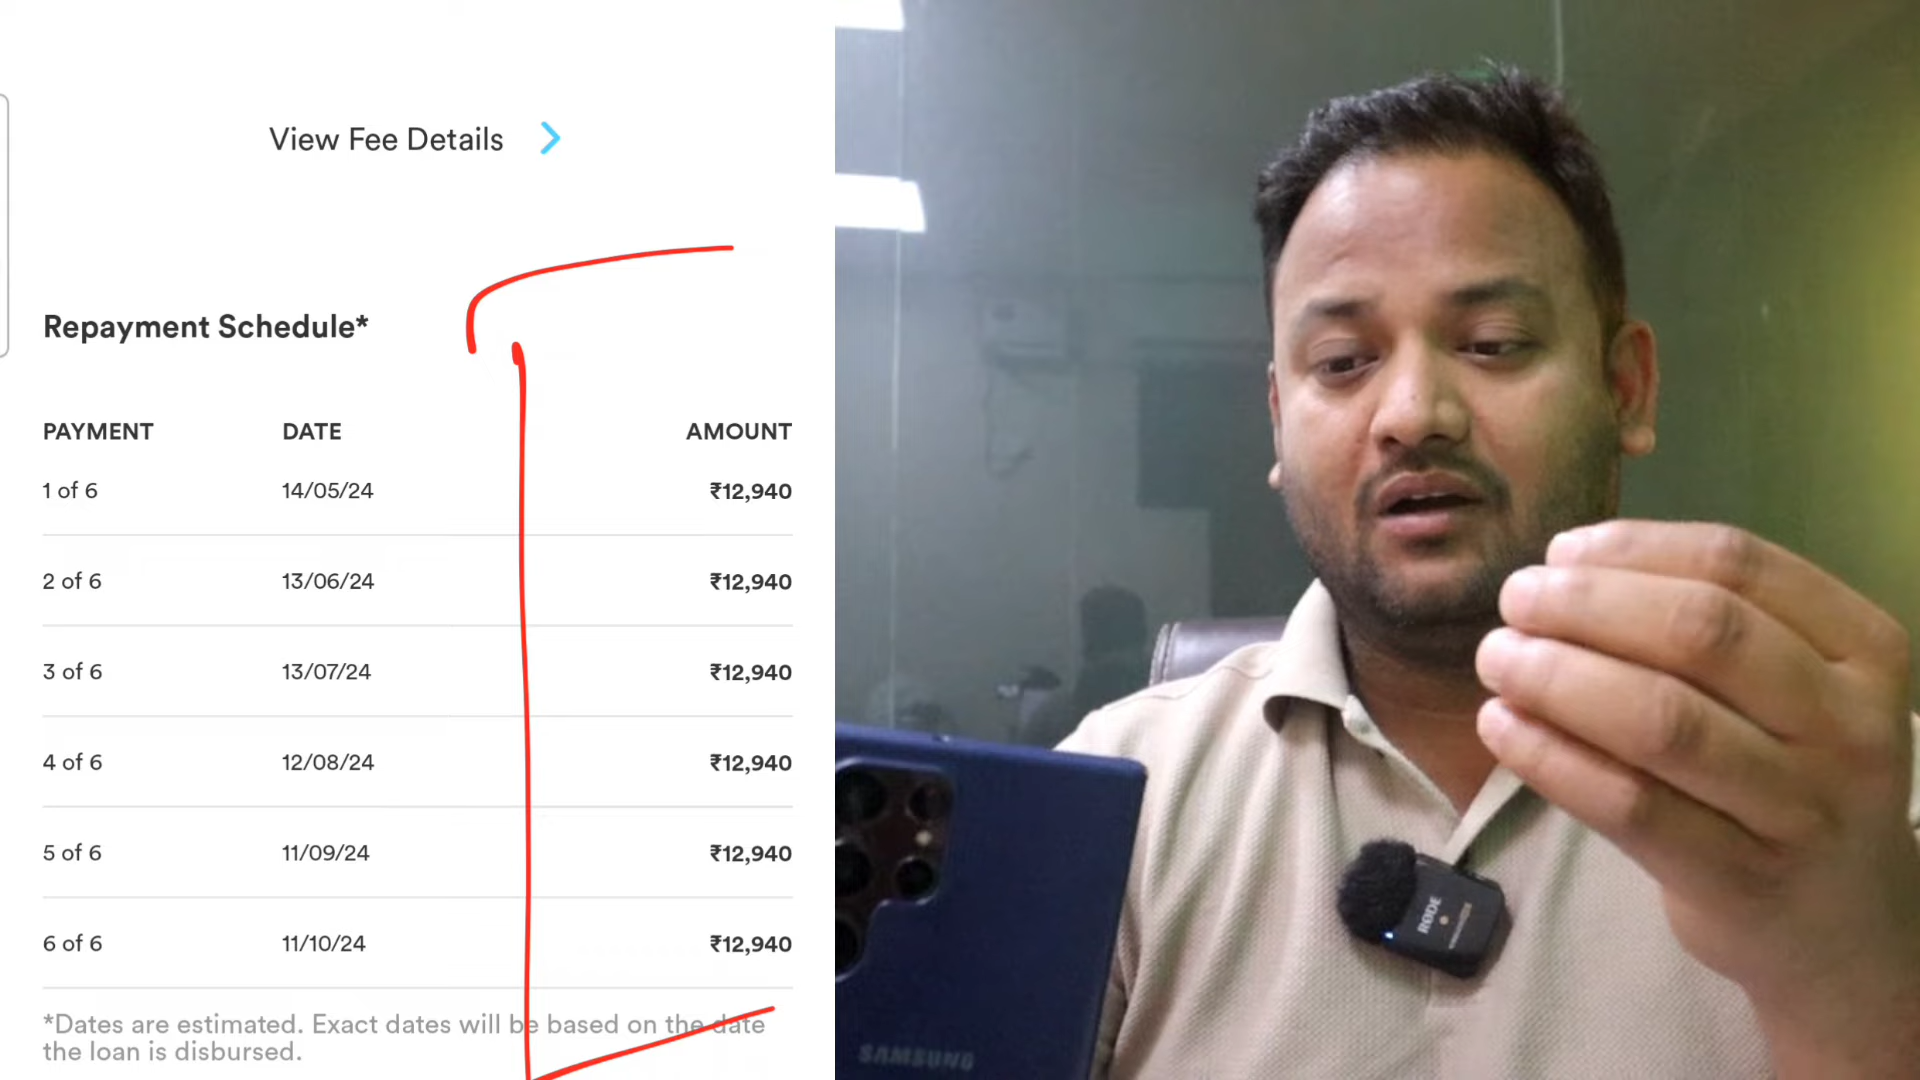 View Fee Details
Repayment Schedule*
PAYMENT DATE AMOUNT
1 of 6 14/05/24 ₹12,940
2 of 6 13/06/24 ₹12,940
3 of 6 13/07/24 ₹12,940
4 of 6 12/08/24 ₹12,940
5 of 6 11/09/24 ₹12,940
6 of 6 11/10/24 ₹12,940
*Dates are estimated. Exact dates will be based on the date
the loan is disbursed.
RØDE
SAMSUNG